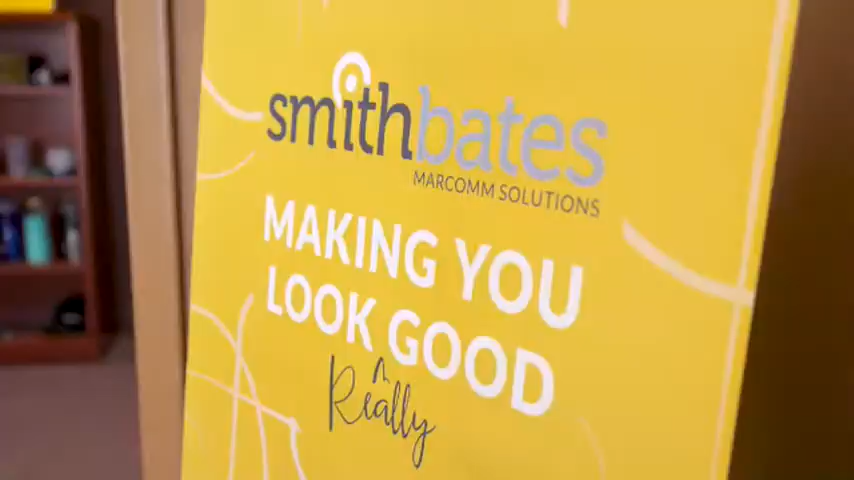 smithbates
MARCOMM SOLUTIONS
MAKING YOU
LOOK GOOD
Really